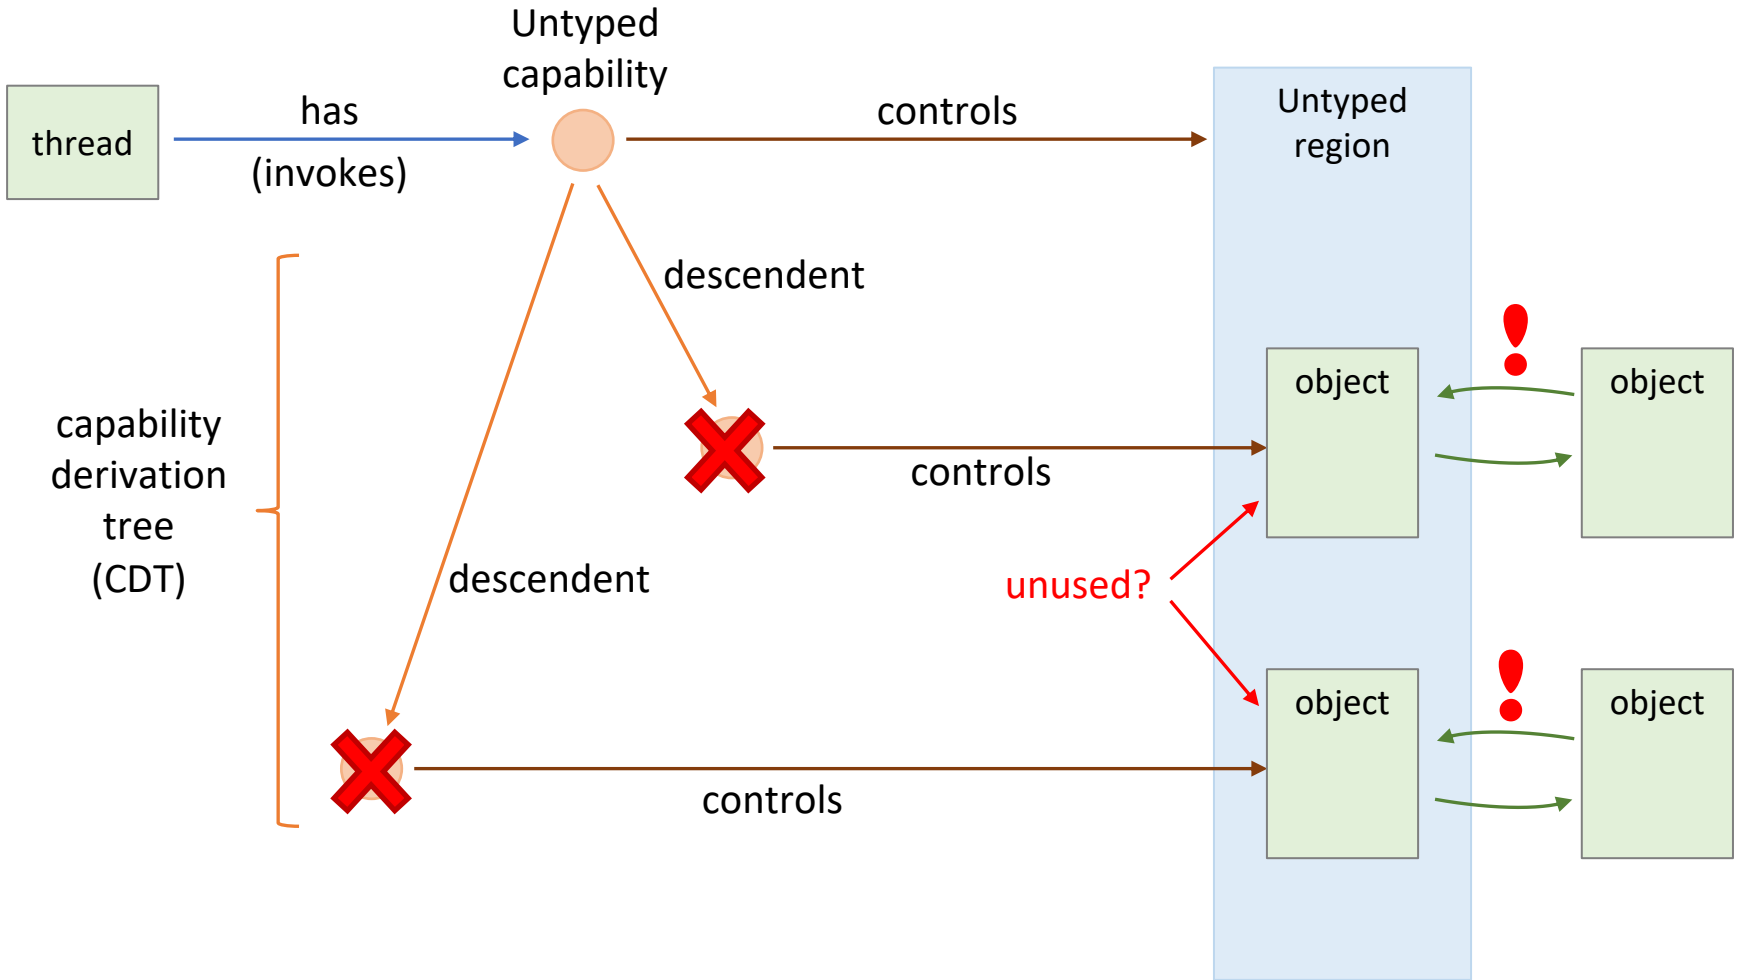 Untyped
capability
thread
has
(invokes)
controls
Untyped
region
descendent
object
object
capability
derivation
tree
(CDT)
controls
descendent
unused?
object
object
controls